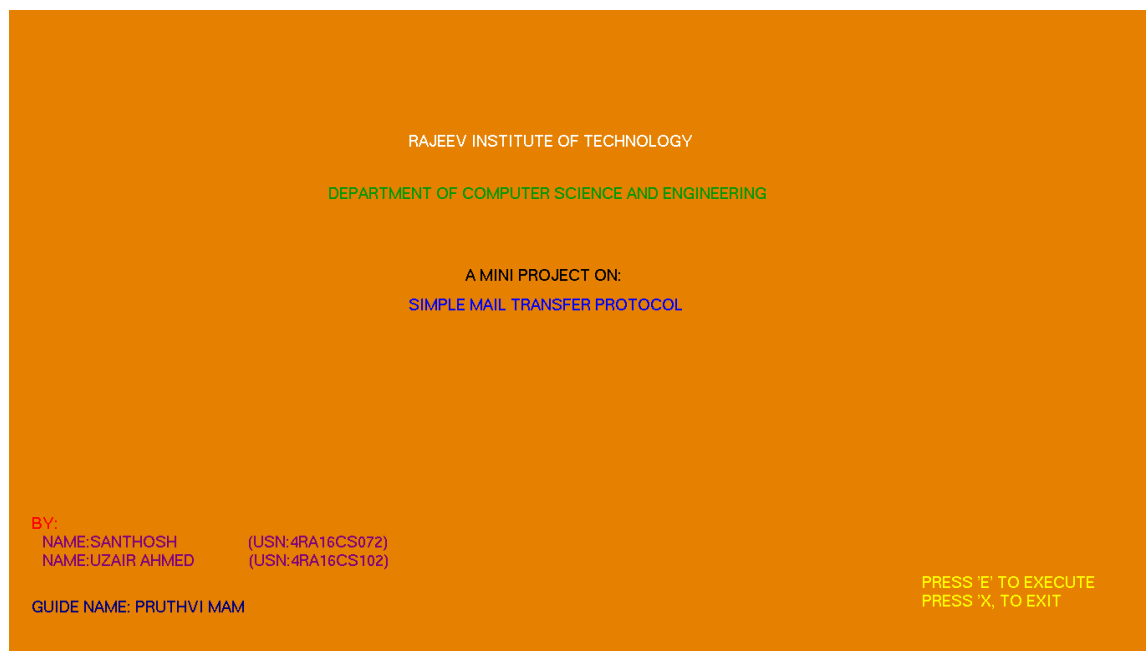 RAJEEV INSTITUTE OF TECHNOLOGY
DEPARTMENT OF COMPUTER SCIENCE AND ENGINEERING
A MINI PROJECT ON:
SIMPLE MAIL TRANSFER PROTOCOL
BY:
NAME:SANTHOSH (USN:4RA16CS072)
NAME:UZAIR AHMED (USN:4RA16CS102)
GUIDE NAME: PRUTHVI MAM
PRESS 'E' TO EXECUTE
PRESS 'X, TO EXIT